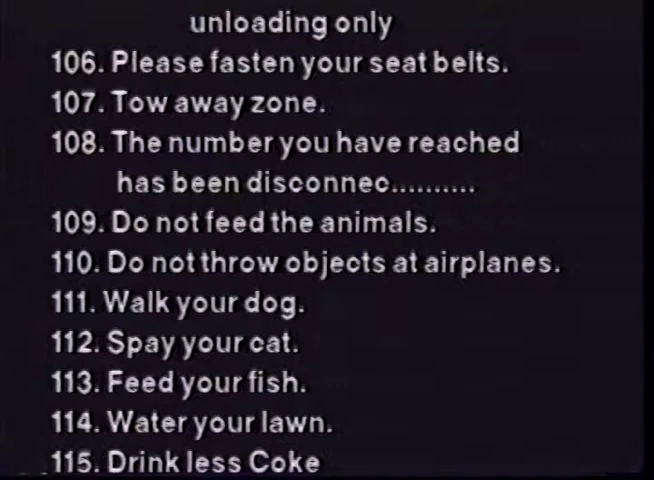 unloading only
106. Please fasten your seat belts.
107. Tow away zone.
108. The number you have reached
has been disconnec..........
109. Do not feed the animals.
110. Do not throw objects at airplanes.
111. Walk your dog.
112. Spay your cat.
113. Feed your fish.
114. Water your lawn.
115. Drink less Coke